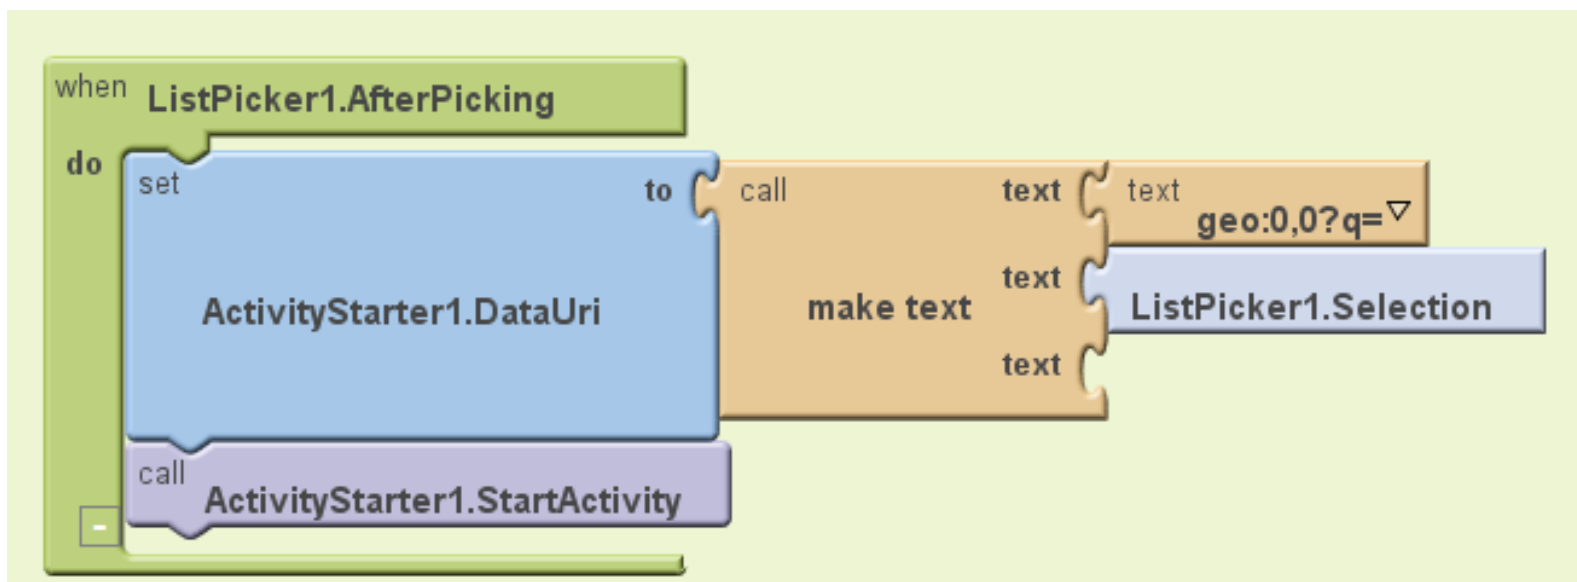 when ListPicker1.AfterPicking
do
set to call text text
geo:0,0?q=
text
ActivityStarter1.DataUri make text ListPicker1.Selection
text
call
ActivityStarter1.StartActivity
-